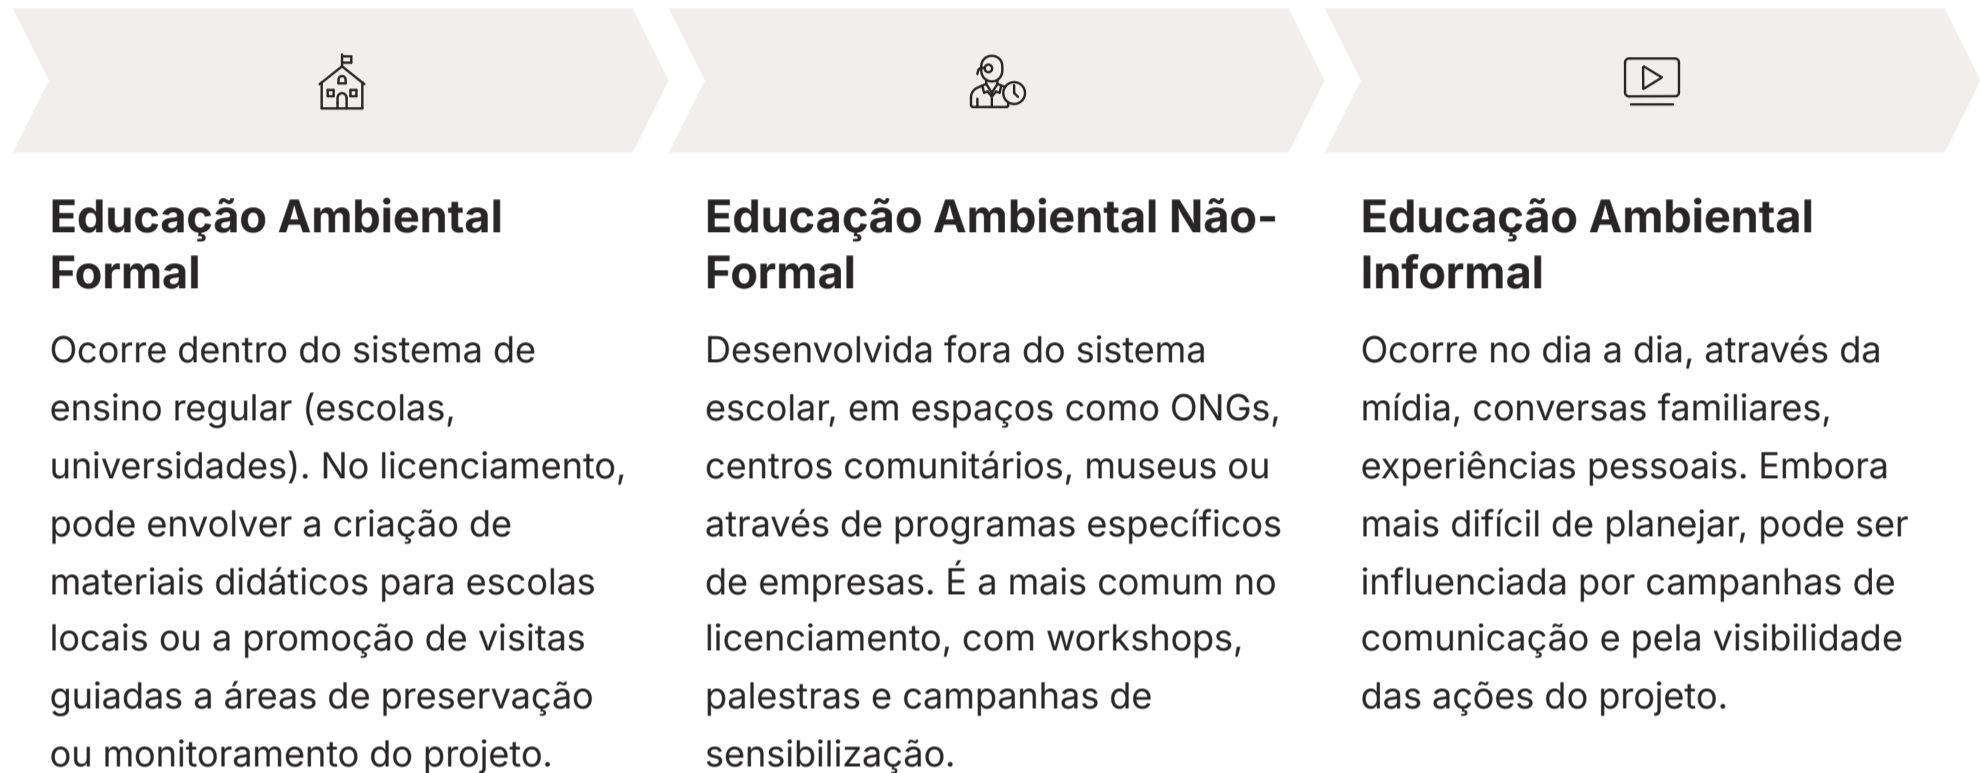 Educação Ambiental
Formal
Ocorre dentro do sistema de
ensino regular (escolas,
universidades). No licenciamento,
pode envolver a criação de
materiais didáticos para escolas
locais ou a promoção de visitas
guiadas a áreas de preservação
ou monitoramento do projeto.
Educação Ambiental Não-
Formal
Desenvolvida fora do sistema
escolar, em espaços como ONGs,
centros comunitários, museus ou
através de programas específicos
de empresas. É a mais comum no
licenciamento, com workshops,
palestras e campanhas de
sensibilização.
Educação Ambiental
Informal
Ocorre no dia a dia, através da
mídia, conversas familiares,
experiências pessoais. Embora
mais difícil de planejar, pode ser
influenciada por campanhas de
comunicação e pela visibilidade
das ações do projeto.